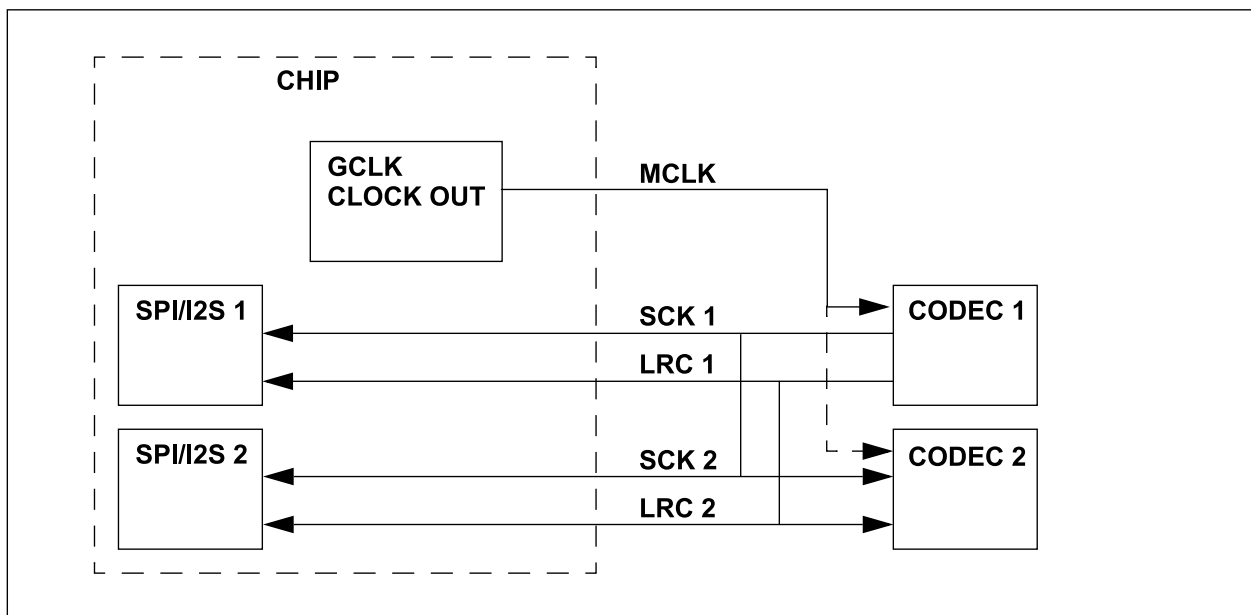 CHIP
GCLK
CLOCK OUT
MCLK
SPI/I2S 1
SCK 1
CODEC 1
LRC 1
SPI/I2S 2
SCK 2
CODEC 2
LRC 2